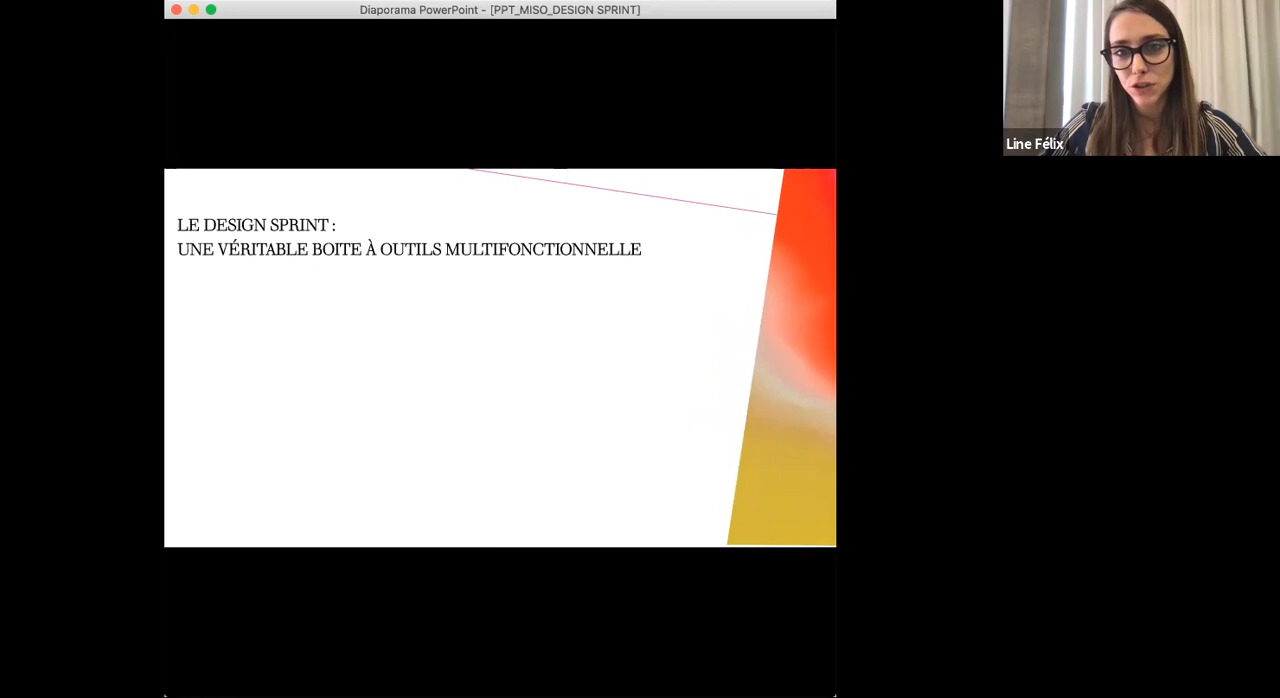 Diaporama PowerPoint - [PPT_MISO_DESIGN SPRINT]
Line Félix
LE DESIGN SPRINT :
UNE VÉRITABLE BOITE À OUTILS MULTIFONCTIONNELLE